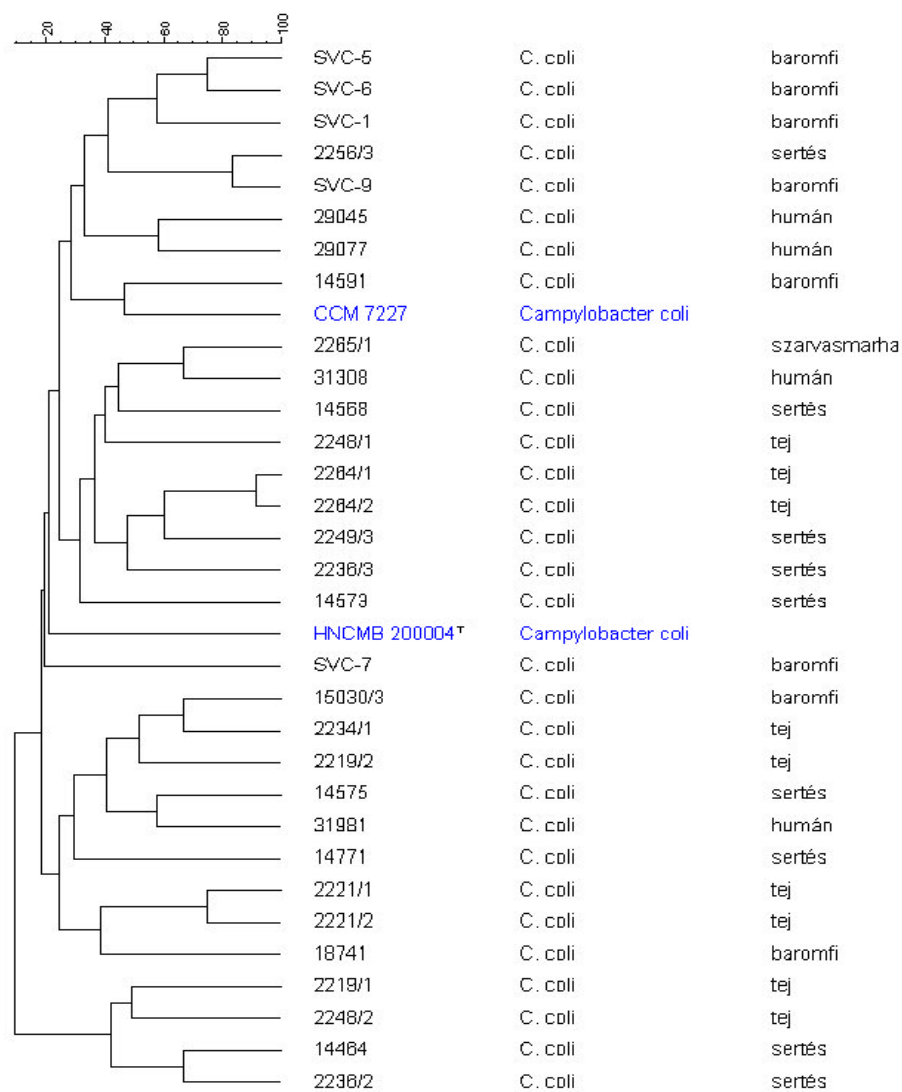 20 40 60 80 100
SVC-5 C. coli baromfi
SVC-6 C. coli baromfi
SVC-1 C. coli baromfi
2256/3 C. coli sertés
SVC-9 C. coli baromfi
29045 C. coli humán
29077 C. coli humán
14591 C. coli baromfi
CCM 7227 Campylobacter coli
2265/1 C. coli szarvasmarha
31308 C. coli humán
14568 C. coli sertés
2248/1 C. coli tej
2264/1 C. coli tej
2264/2 C. coli tej
2249/3 C. coli sertés
2236/3 C. coli sertés
14573 C. coli sertés
HNCMB 200004ᵀ Campylobacter coli
SVC-7 C. coli baromfi
15030/3 C. coli baromfi
2234/1 C. coli tej
2219/2 C. coli tej
14575 C. coli sertés
31981 C. coli humán
14771 C. coli sertés
2221/1 C. coli tej
2221/2 C. coli tej
18741 C. coli baromfi
2219/1 C. coli tej
2248/2 C. coli tej
14464 C. coli sertés
2236/2 C. coli sertés